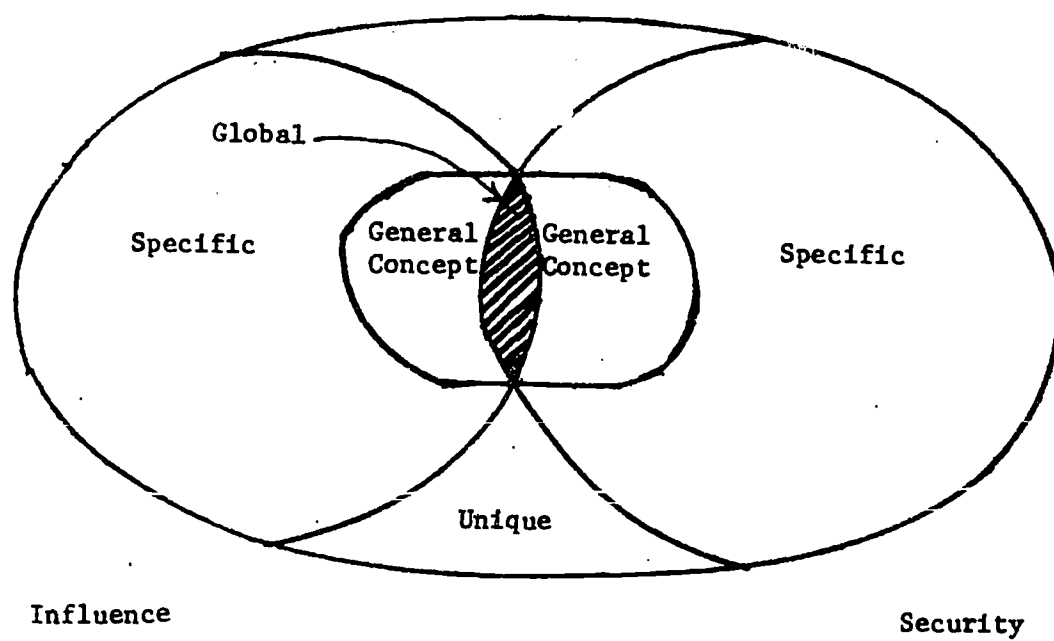 Global
General
Concept
General
Concept
Specific
Specific
Unique
Influence
Security